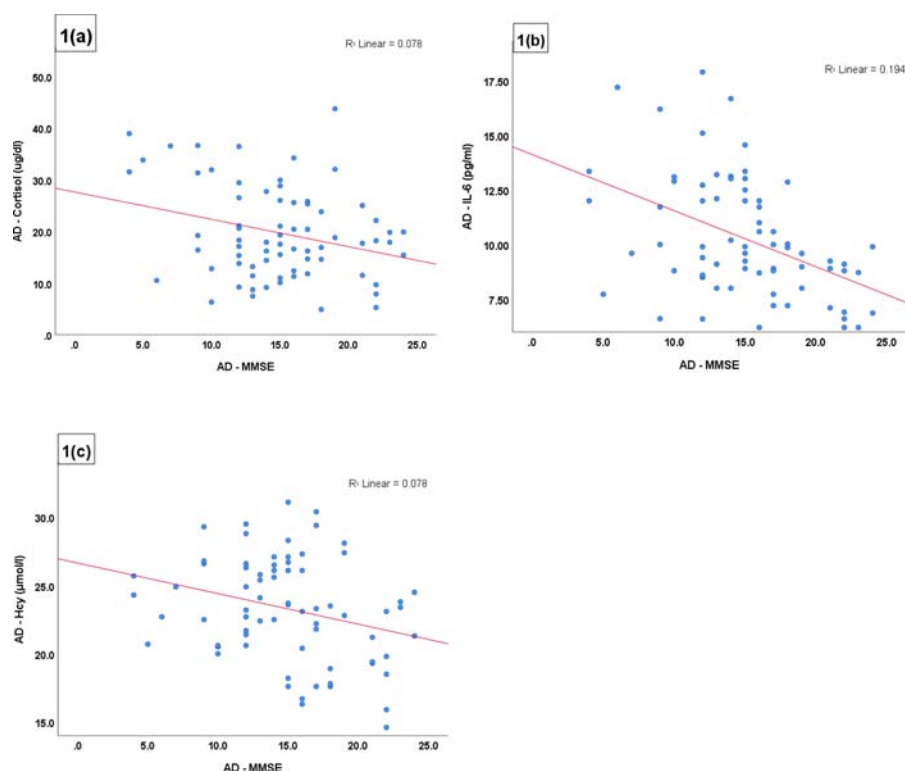 1(a)
R² Linear = 0.078
50.0
40.0
30.0
20.0
10.0
.0
AD - Cortisol (ug/dl)
.0 5.0 10.0 15.0 20.0 25.0
AD - MMSE
1(b)
R² Linear = 0.194
17.50
15.00
12.50
10.00
7.50
AD - IL-6 (pg/ml)
.0 5.0 10.0 15.0 20.0 25.0
AD - MMSE
1(c)
R² Linear = 0.078
30.0
25.0
20.0
15.0
AD - Hcy (µmol/l)
.0 5.0 10.0 15.0 20.0 25.0
AD - MMSE